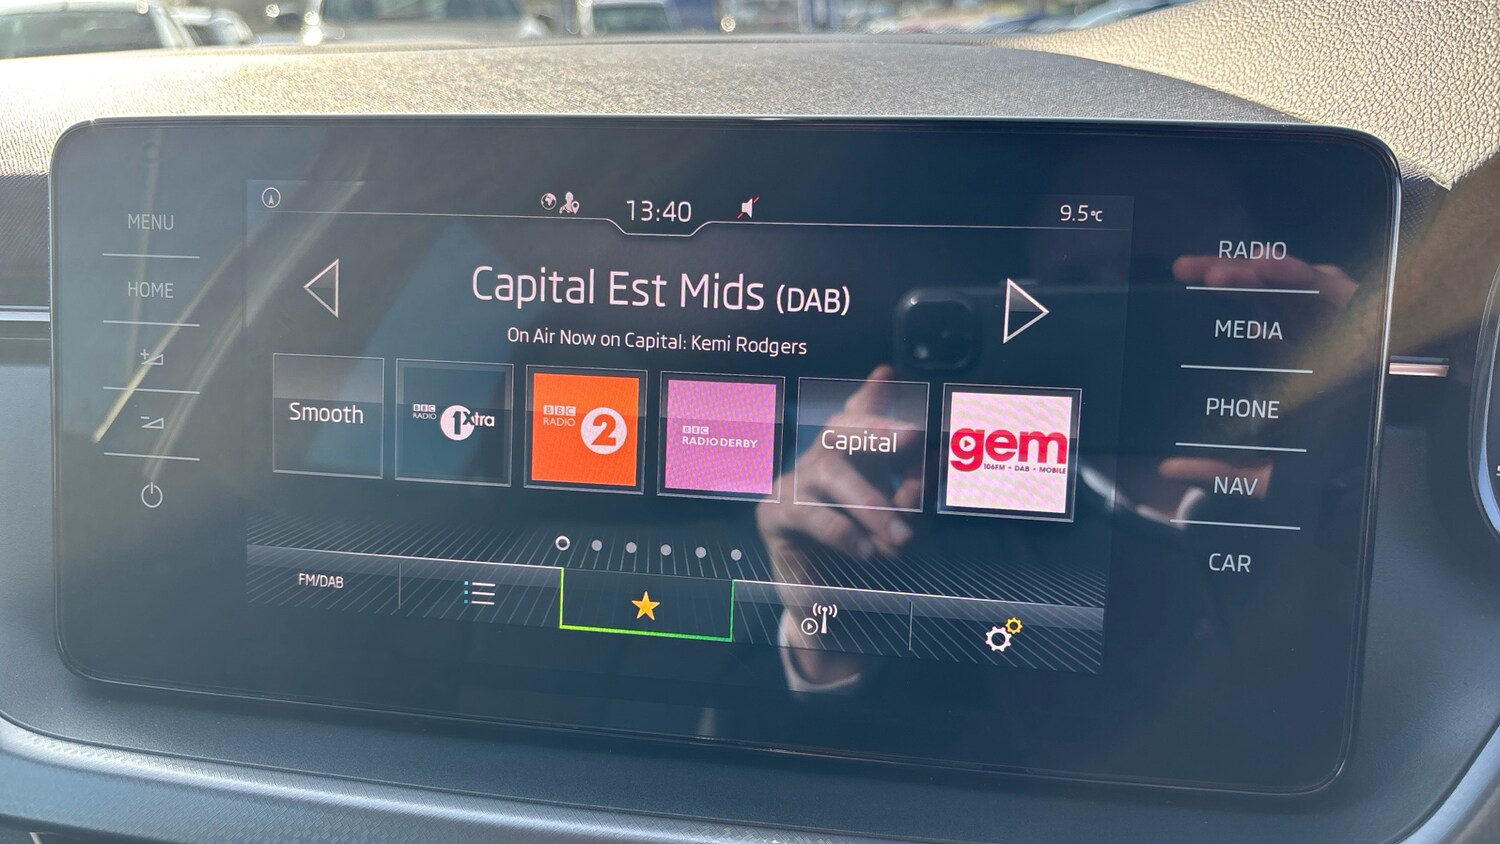 MENU
HOME
13:40
9.5°C
Capital Est Mids (DAB)
On Air Now on Capital: Kemi Rodgers
Smooth
BBC
RADIO
1Xtra
BBC
RADIO
2
BBC
RADIO DERBY
Capital
gem
106FM • DAB • MOBILE
FM/DAB
RADIO
MEDIA
PHONE
NAV
CAR